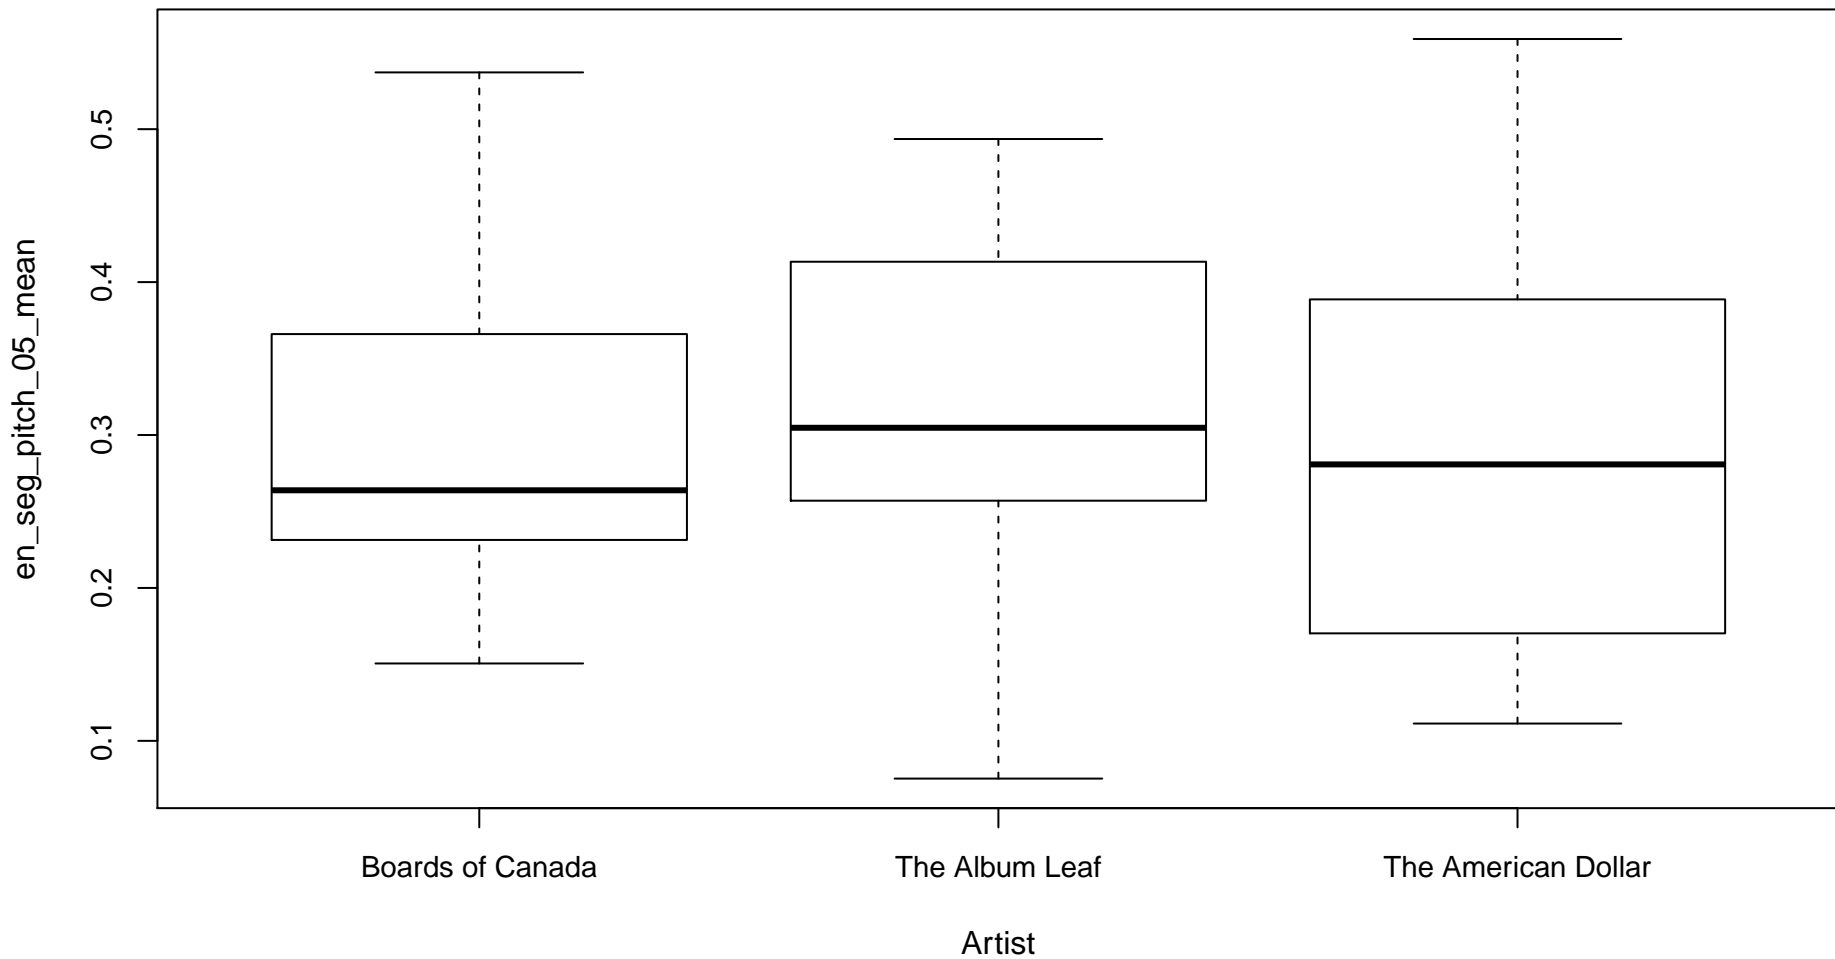 en_seg_pitch_05_mean
0.5
0.4
0.3
0.2
0.1
Boards of Canada
The Album Leaf
The American Dollar
Artist